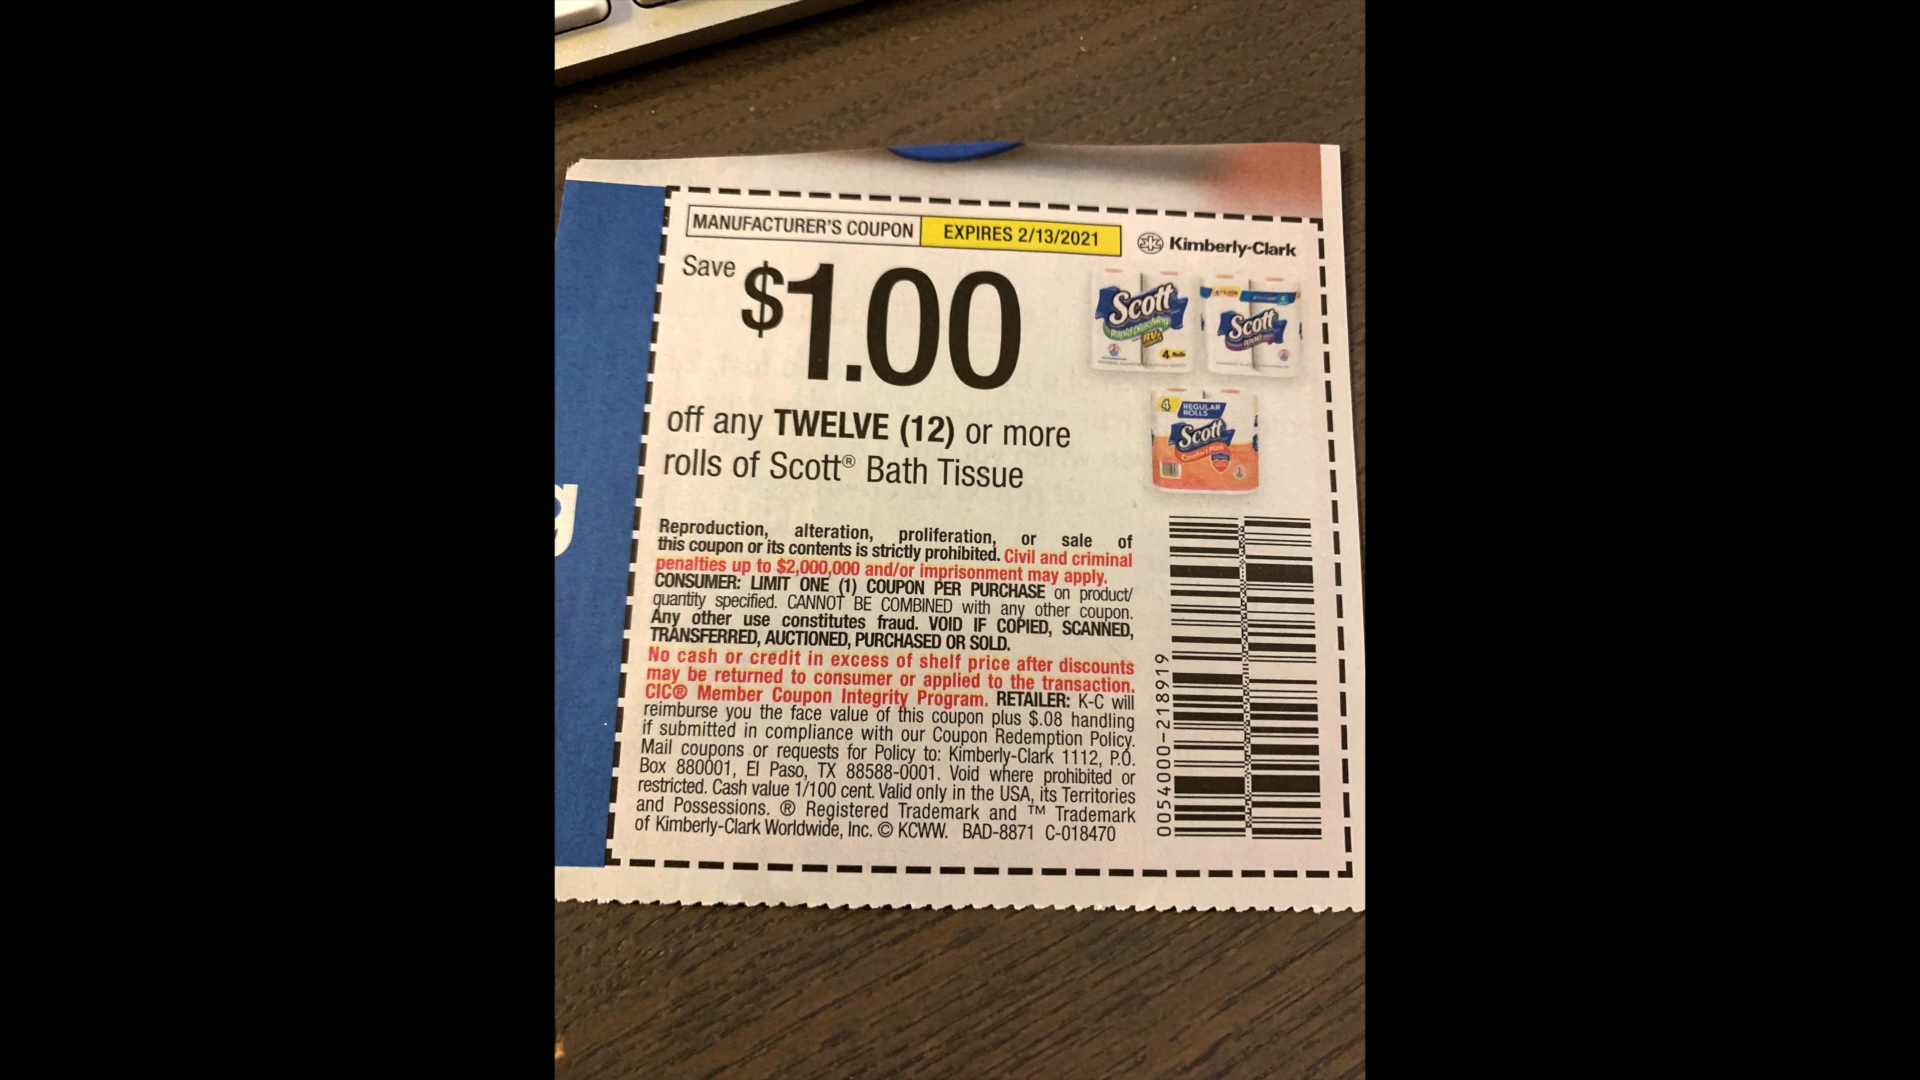 MANUFACTURER'S COUPON EXPIRES 2/13/2021 Kimberly-Clark
Save $1.00
off any TWELVE (12) or more
rolls of Scott® Bath Tissue
Scott
Rapid Dissolving
4 Rolls
Scott
1000
4 REGULAR
ROLLS
Scott
ComfortPlus
Reproduction, alteration, proliferation, or sale of
this coupon or its contents is strictly prohibited. Civil and criminal
penalties up to $2,000,000 and/or imprisonment may apply.
CONSUMER: LIMIT ONE (1) COUPON PER PURCHASE on product/
quantity specified. CANNOT BE COMBINED with any other coupon.
Any other use constitutes fraud. VOID IF COPIED, SCANNED,
TRANSFERRED, AUCTIONED, PURCHASED OR SOLD.
No cash or credit in excess of shelf price after discounts
may be returned to consumer or applied to the transaction.
CIC® Member Coupon Integrity Program. RETAILER: K-C will
reimburse you the face value of this coupon plus $.08 handling
if submitted in compliance with our Coupon Redemption Policy.
Mail coupons or requests for Policy to: Kimberly-Clark 1112, P.O.
Box 880001, El Paso, TX 88588-0001. Void where prohibited or
restricted. Cash value 1/100 cent. Valid only in the USA, its Territories
and Possessions. ® Registered Trademark and ™ Trademark
of Kimberly-Clark Worldwide, Inc. © KCWW. BAD-8871 C-018470
0054000-218919